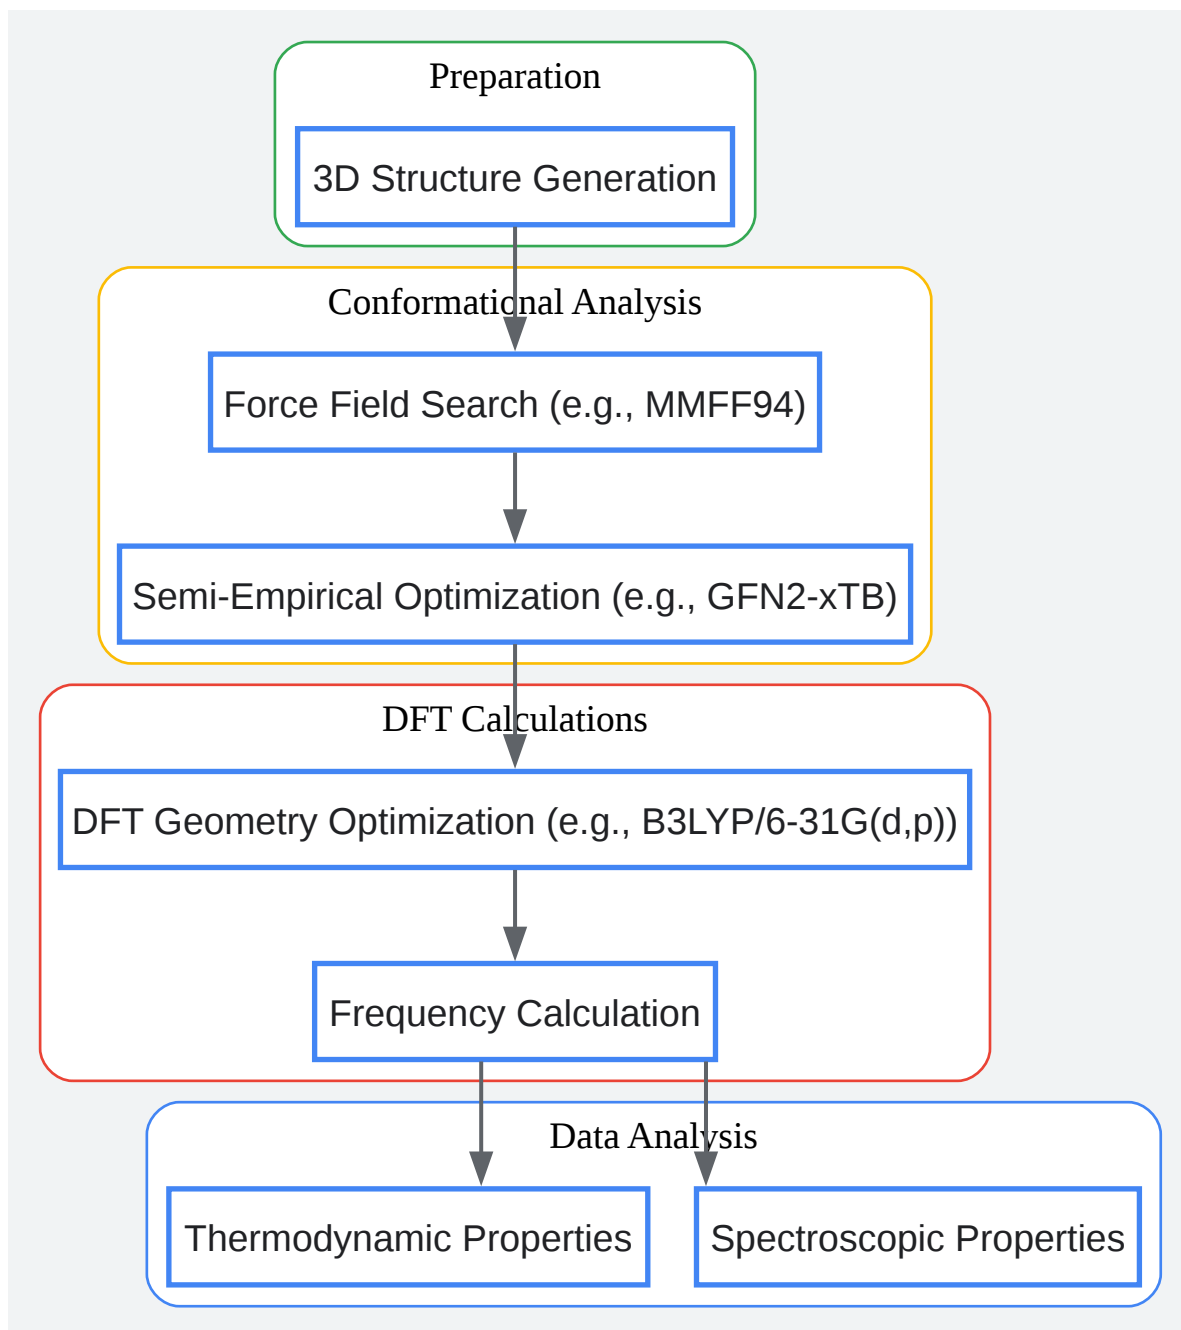 Preparation
3D Structure Generation
Conformational Analysis
Force Field Search (e.g., MMFF94)
Semi-Empirical Optimization (e.g., GFN2-xTB)
DFT Calculations
DFT Geometry Optimization (e.g., B3LYP/6-31G(d,p))
Frequency Calculation
Data Analysis
Thermodynamic Properties
Spectroscopic Properties